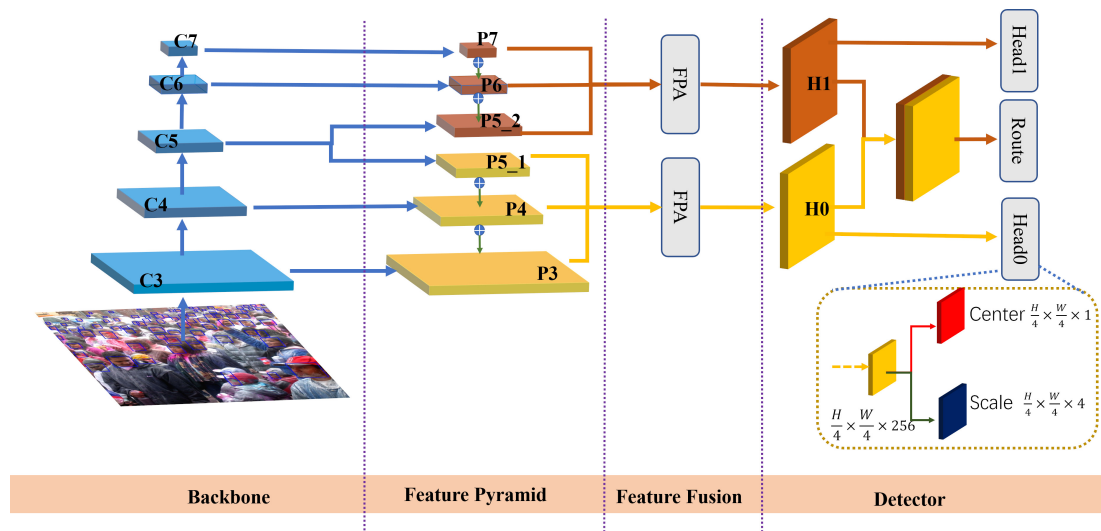 C7
C6
C5
C4
C3
P7
P6
P5_2
P5_1
P4
P3
FPA
FPA
H1
H0
Head1
Route
Head0
Center H/4 × W/4 × 1
Scale H/4 × W/4 × 4
H/4 × W/4 × 256
Backbone
Feature Pyramid
Feature Fusion
Detector